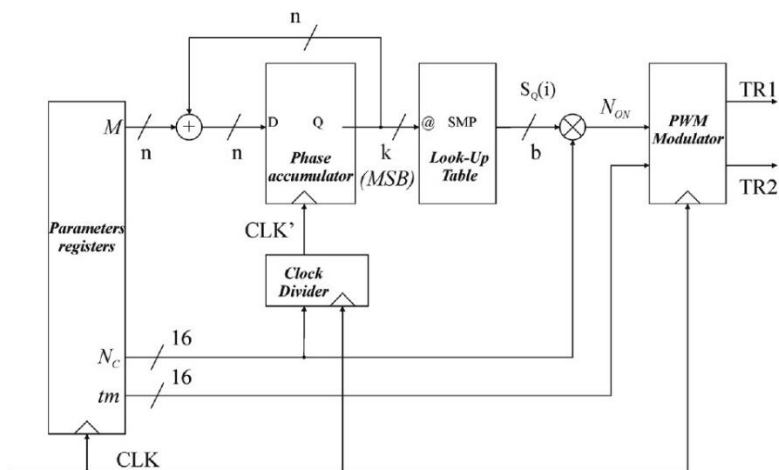 n
M
n
n
D
Q
Phase
accumulator
k
(MSB)
@ SMP
Look-Up
Table
S_Q(i)
b
N_ON
PWM
Modulator
TR1
TR2
Parameters
registers
CLK’
Clock
Divider
N_C
16
tm
16
CLK